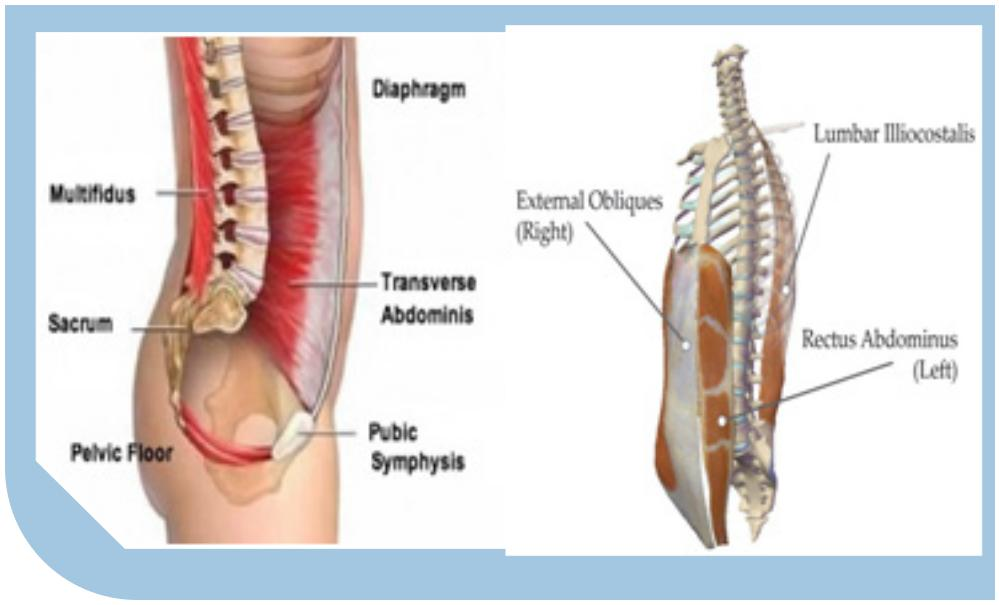 Diaphragm
Multifidus
Transverse
Abdominis
Sacrum
Pubic
Symphysis
Pelvic Floor
Lumbar Illiocostalis
External Obliques
(Right)
Rectus Abdominus
(Left)